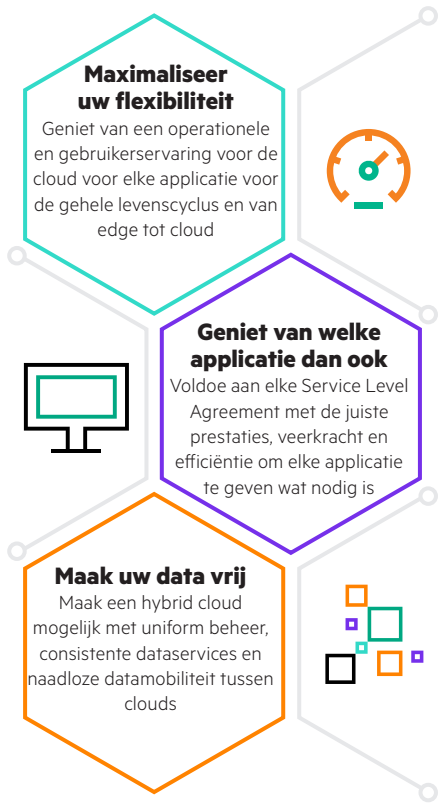 Maximaliseer
uw flexibiliteit
Geniet van een operationele
en gebruikerservaring voor de
cloud voor elke applicatie voor
de gehele levenscyclus en van
edge tot cloud
Geniet van welke
applicatie dan ook
Voldoe aan elke Service Level
Agreement met de juiste
prestaties, veerkracht en
efficiëntie om elke applicatie
te geven wat nodig is
Maak uw data vrij
Maak een hybrid cloud
mogelijk met uniform beheer,
consistente dataservices en
naadloze datamobiliteit tussen
clouds